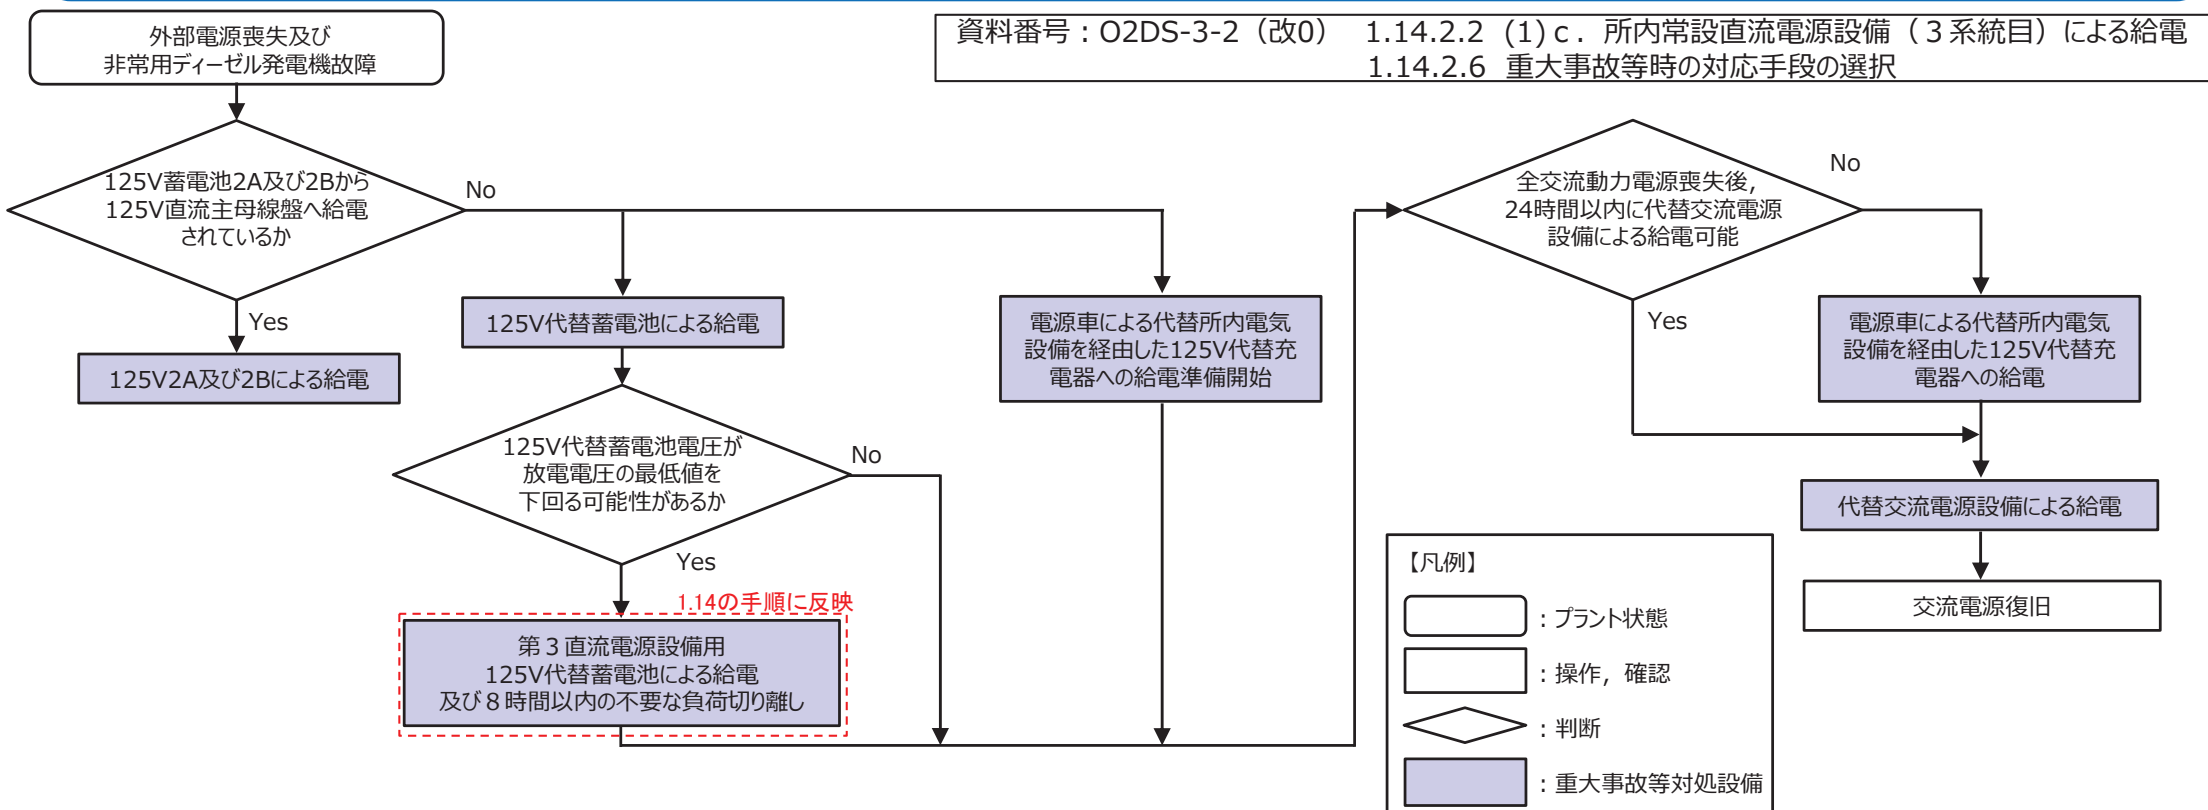 外部電源喪失及び
非常用ディーゼル発電機故障
資料番号：O2DS-3-2（改0） 1.14.2.2 (1)ｃ．所内常設直流電源設備（３系統目）による給電
1.14.2.6 重大事故等時の対応手段の選択
125V蓄電池2A及び2Bから
125V直流主母線盤へ給電
されているか
No
Yes
125V2A及び2Bによる給電
125V代替蓄電池による給電
125V代替蓄電池電圧が
放電電圧の最低値を
下回る可能性があるか
No
Yes
1.14の手順に反映
第３直流電源設備用
125V代替蓄電池による給電
及び８時間以内の不要な負荷切り離し
電源車による代替所内電気
設備を経由した125V代替充
電器への給電準備開始
全交流動力電源喪失後，
24時間以内に代替交流電源
設備による給電可能
No
Yes
電源車による代替所内電気
設備を経由した125V代替充
電器への給電
代替交流電源設備による給電
交流電源復旧
【凡例】
：プラント状態
：操作，確認
：判断
：重大事故等対処設備